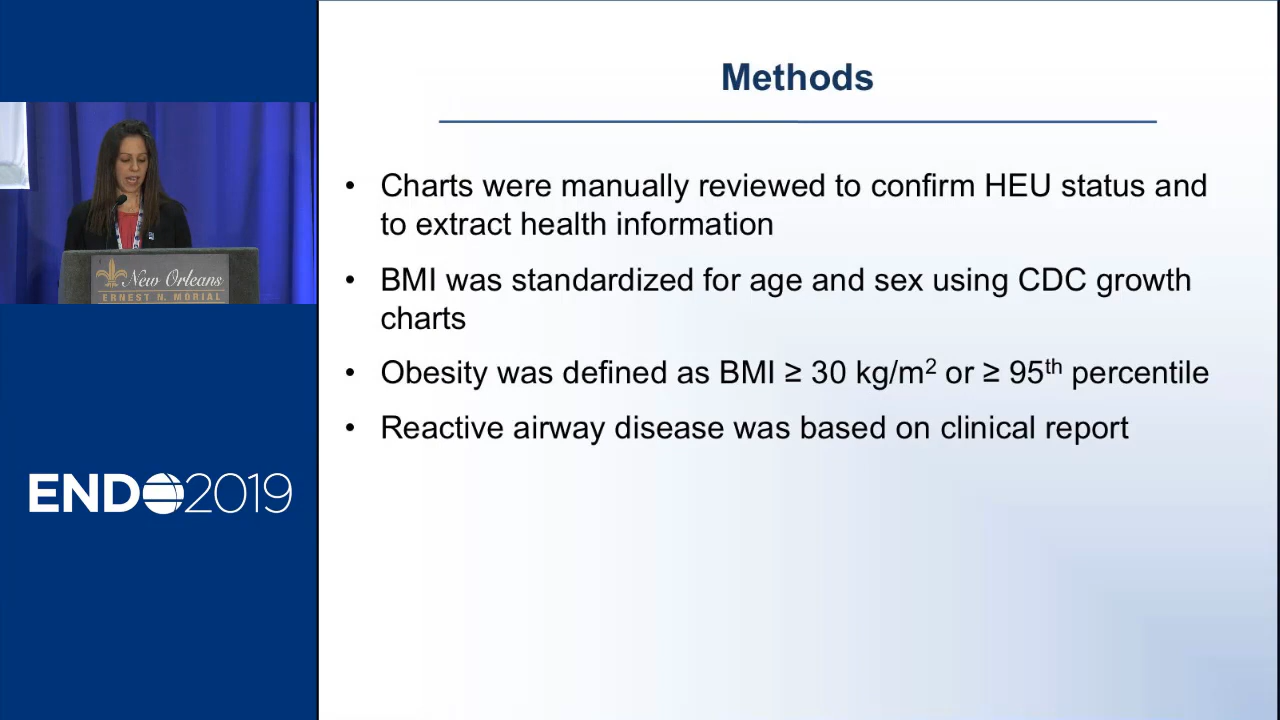 Methods
• Charts were manually reviewed to confirm HEU status and
to extract health information
• BMI was standardized for age and sex using CDC growth
charts
• Obesity was defined as BMI ≥ 30 kg/m² or ≥ 95th percentile
• Reactive airway disease was based on clinical report
New Orleans
ERNEST N. MORIAL
ENDO2019